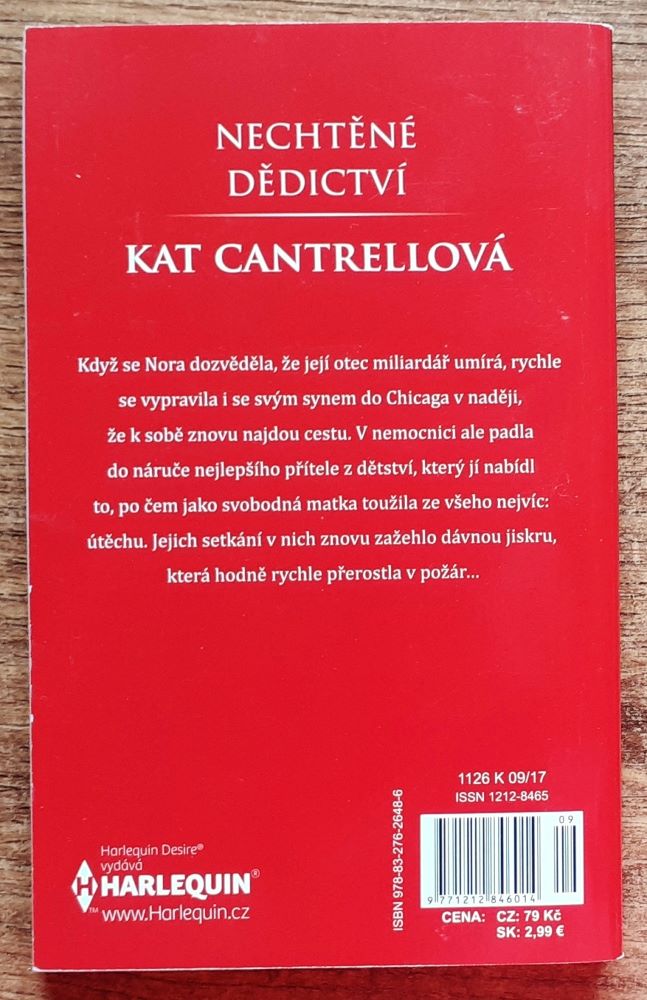 NECHTĚNÉ
DĚDICTVÍ
KAT CANTRELLOVÁ
Když se Nora dozvěděla, že její otec miliardář umírá, rychle
se vypravila i se svým synem do Chicaga v naději,
že k sobě znovu najdou cestu. V nemocnici ale padla
do náruče nejlepšího přítele z dětství, který jí nabídl
to, po čem jako svobodná matka toužila ze všeho nejvíc:
útěchu. Jejich setkání v nich znovu zažehlo dávnou jiskru,
která hodně rychle přerostla v požár...
1126 K 09/17
ISSN 1212-8465
09
ISBN 978-83-276-2648-6
9 771212 846014
CENA: CZ: 79 Kč
SK: 2,99 €
Harlequin Desire®
vydává
H HARLEQUIN®
™ www.Harlequin.cz